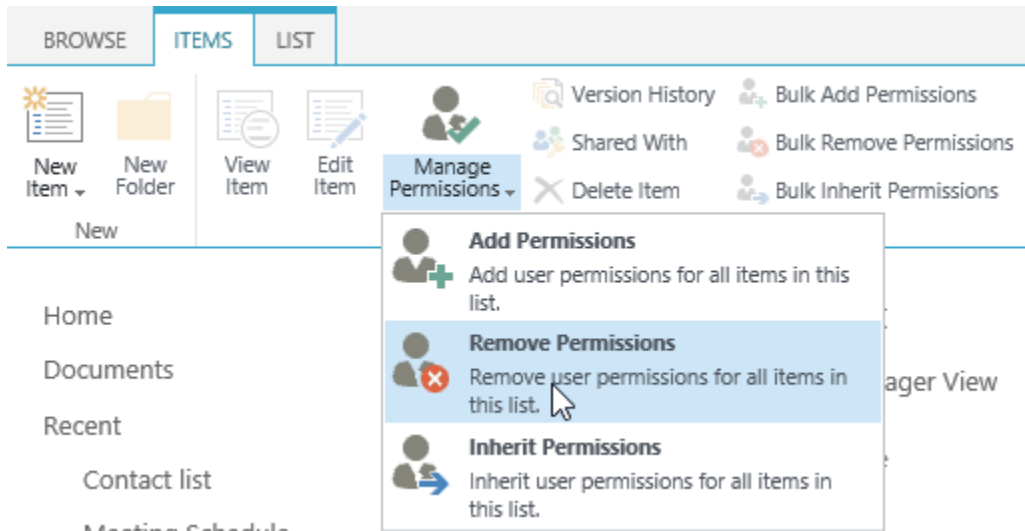 BROWSE ITEMS LIST
New
Item
New
Folder
New
View
Item
Edit
Item
Manage
Permissions
Version History
Shared With
Delete Item
Bulk Add Permissions
Bulk Remove Permissions
Bulk Inherit Permissions
Add Permissions
Add user permissions for all items in this
list.
Remove Permissions
Remove user permissions for all items in
this list.
Inherit Permissions
Inherit user permissions for all items in
this list.
Home
Documents
Recent
Contact list
Meeting Schedule
ager View